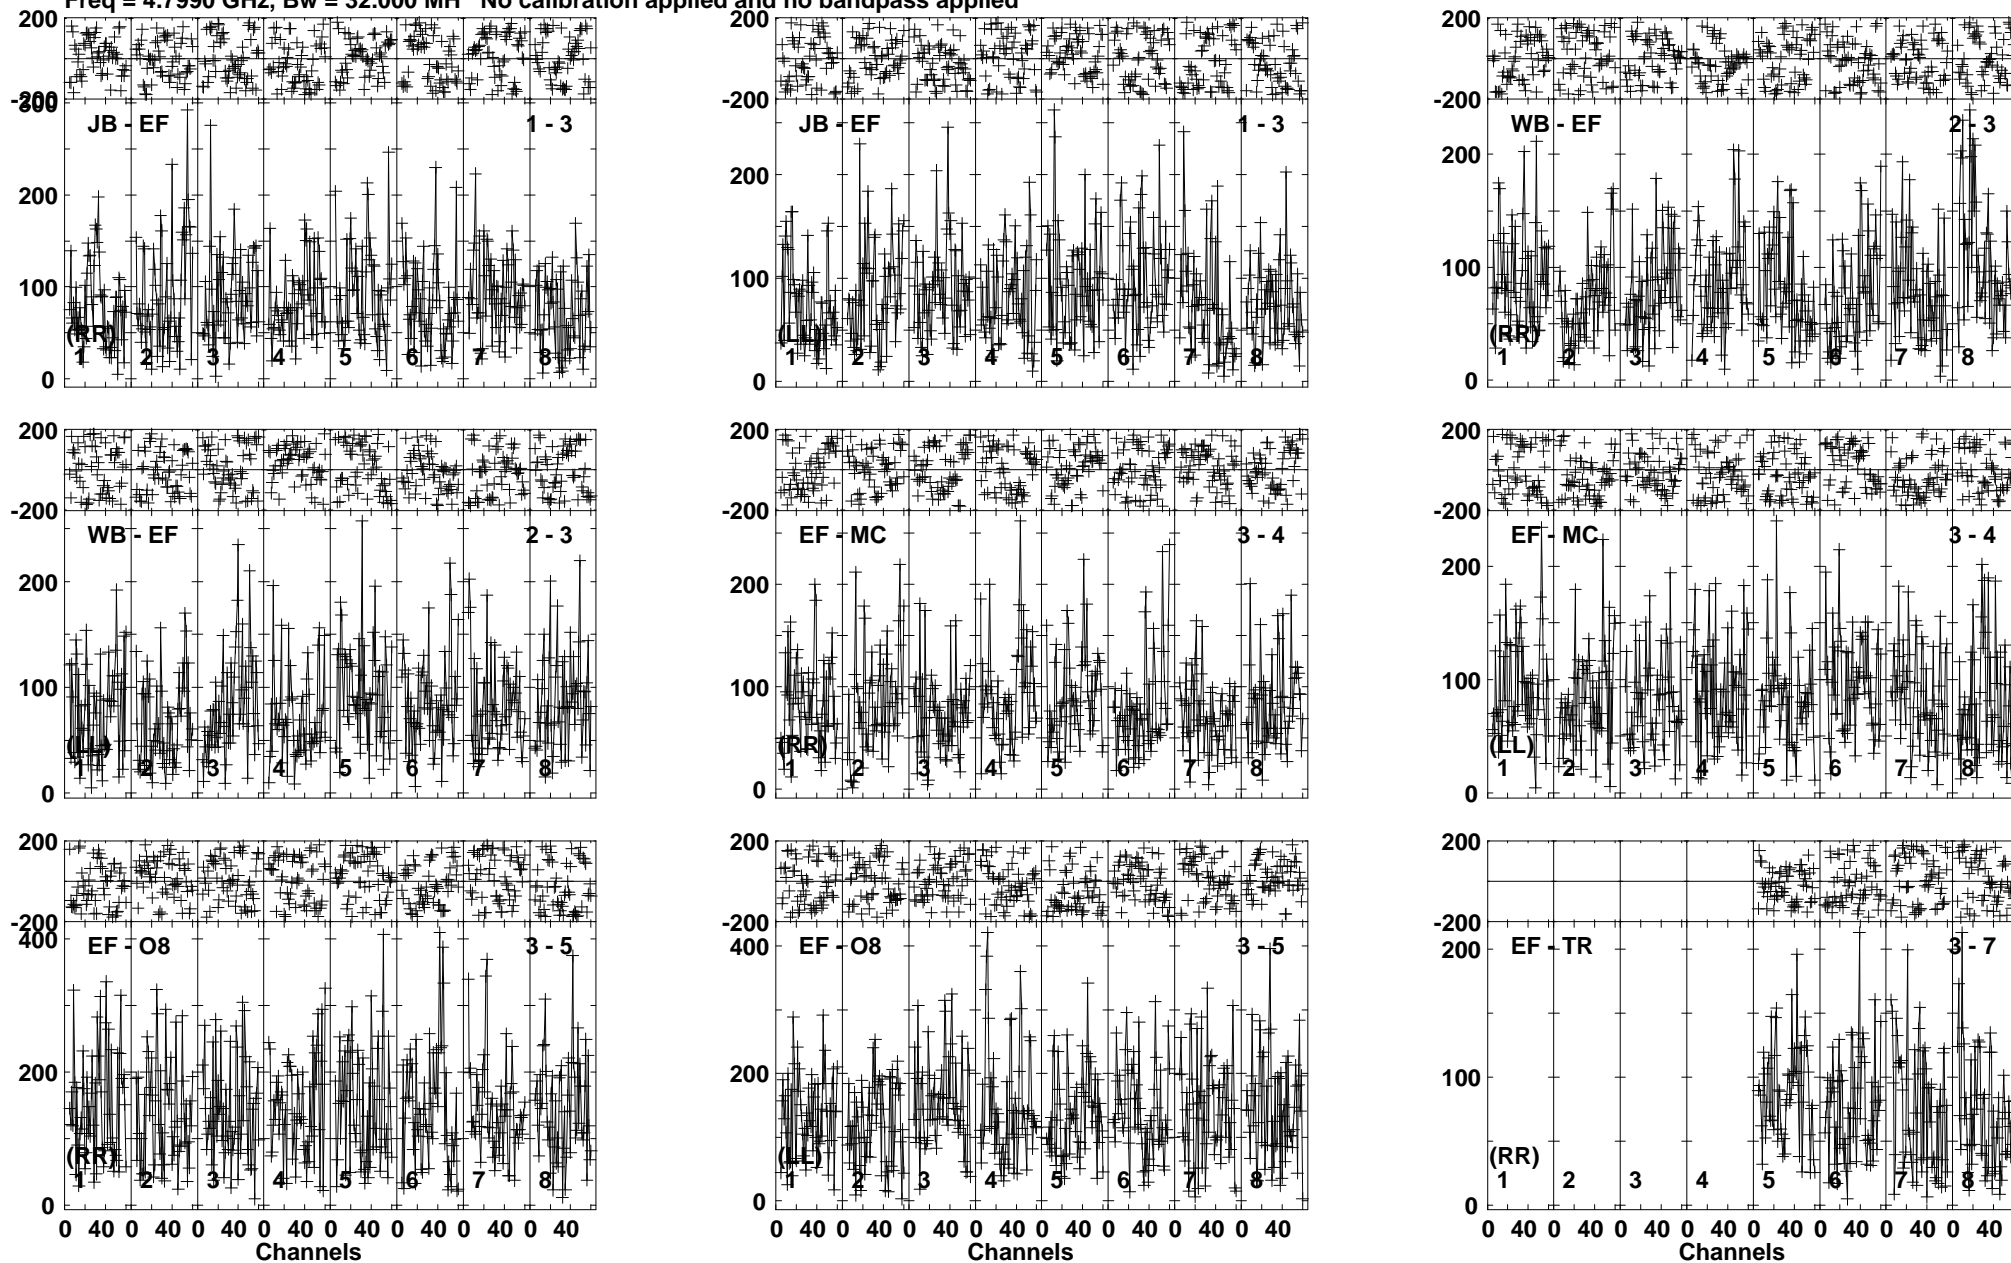 Freq = 4.7990 GHz, Bw = 32.000 MH No calibration applied and no bandpass applied
200 200 200
-200 -200 -200
300
JB - EF 1 - 3 JB - EF 1 - 3 WB - EF 2 - 3
200 200 200
100 100 100
(RR) (LL) (RR)
1 2 3 4 5 6 7 8 1 2 3 4 5 6 7 8 1 2 3 4 5 6 7 8
0 0 0
200 200 200
-200 -200 -200
WB - EF 2 - 3 EF - MC 3 - 4 EF - MC 3 - 4
200 200 200
100 100 100
(LL) (RR) (LL)
1 2 3 4 5 6 7 8 1 2 3 4 5 6 7 8 1 2 3 4 5 6 7 8
0 0 0
200 200 200
-200 -200 -200
400 400 200
EF - O8 3 - 5 EF - O8 3 - 5 EF - TR 3 - 7
200 200 100
(RR) (LL) (RR)
1 2 3 4 5 6 7 8 1 2 3 4 5 6 7 8 1 2 3 4 5 6 7 8
0 0 0
0 40 0 40 0 40 0 40 0 40 0 40 0 40 0 40 0 40 0 40 0 40 0 40 0 40 0 40 0 40 0 40 0 40 0 40 0 40 0 40 0 40 0 40 0 40 0 40
Channels Channels Channels